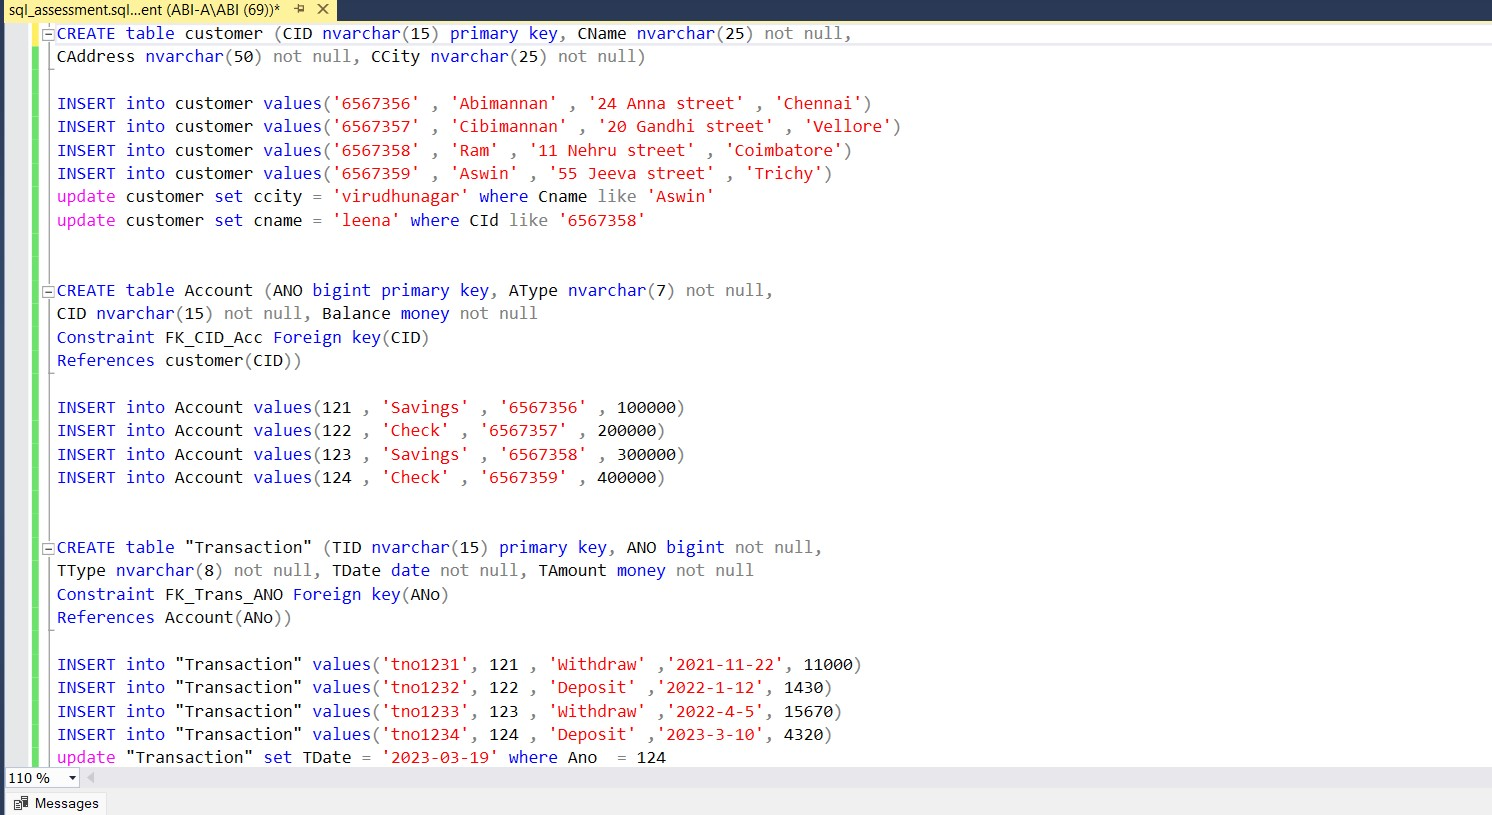 sql_assessment.sql...ent (ABI-A\ABI (69))*
CREATE table customer (CID nvarchar(15) primary key, CName nvarchar(25) not null,
CAddress nvarchar(50) not null, CCity nvarchar(25) not null)
INSERT into customer values('6567356' , 'Abimannan' , '24 Anna street' , 'Chennai')
INSERT into customer values('6567357' , 'Cibimannan' , '20 Gandhi street' , 'Vellore')
INSERT into customer values('6567358' , 'Ram' , '11 Nehru street' , 'Coimbatore')
INSERT into customer values('6567359' , 'Aswin' , '55 Jeeva street' , 'Trichy')
update customer set ccity = 'virudhunagar' where Cname like 'Aswin'
update customer set cname = 'leena' where CId like '6567358'
CREATE table Account (ANO bigint primary key, AType nvarchar(7) not null,
CID nvarchar(15) not null, Balance money not null
Constraint FK_CID_Acc Foreign key(CID)
References customer(CID))
INSERT into Account values(121 , 'Savings' , '6567356' , 100000)
INSERT into Account values(122 , 'Check' , '6567357' , 200000)
INSERT into Account values(123 , 'Savings' , '6567358' , 300000)
INSERT into Account values(124 , 'Check' , '6567359' , 400000)
CREATE table "Transaction" (TID nvarchar(15) primary key, ANO bigint not null,
TType nvarchar(8) not null, TDate date not null, TAmount money not null
Constraint FK_Trans_ANO Foreign key(ANo)
References Account(ANo))
INSERT into "Transaction" values('tno1231', 121 , 'Withdraw' ,'2021-11-22', 11000)
INSERT into "Transaction" values('tno1232', 122 , 'Deposit' ,'2022-1-12', 1430)
INSERT into "Transaction" values('tno1233', 123 , 'Withdraw' ,'2022-4-5', 15670)
INSERT into "Transaction" values('tno1234', 124 , 'Deposit' ,'2023-3-10', 4320)
update "Transaction" set TDate = '2023-03-19' where Ano  = 124
110 %
Messages